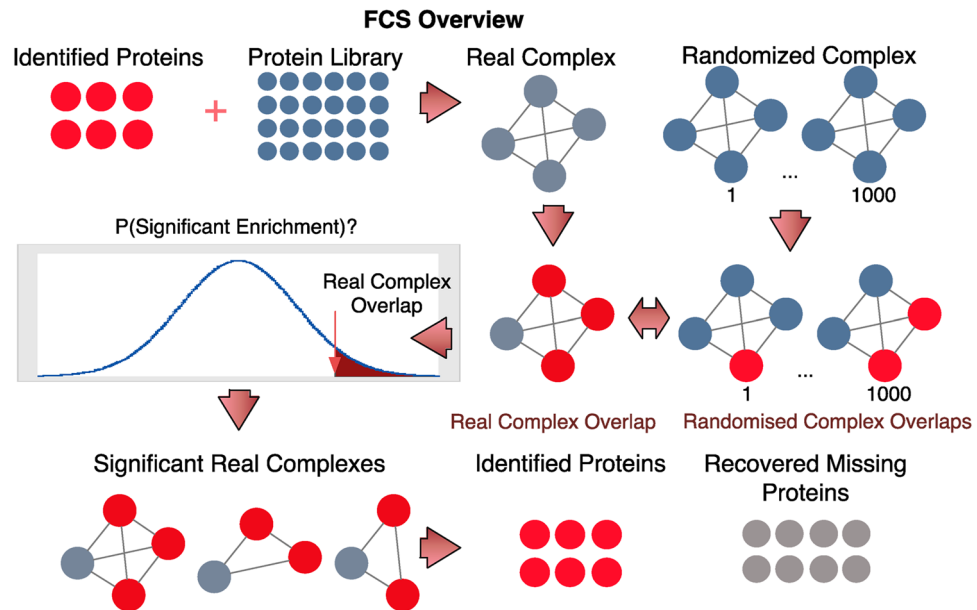 FCS Overview
Identified Proteins
Protein Library
Real Complex
Randomized Complex
+
1
...
1000
P(Significant Enrichment)?
Real Complex
Overlap
1
...
1000
Real Complex Overlap
Randomised Complex Overlaps
Significant Real Complexes
Identified Proteins
Recovered Missing
Proteins